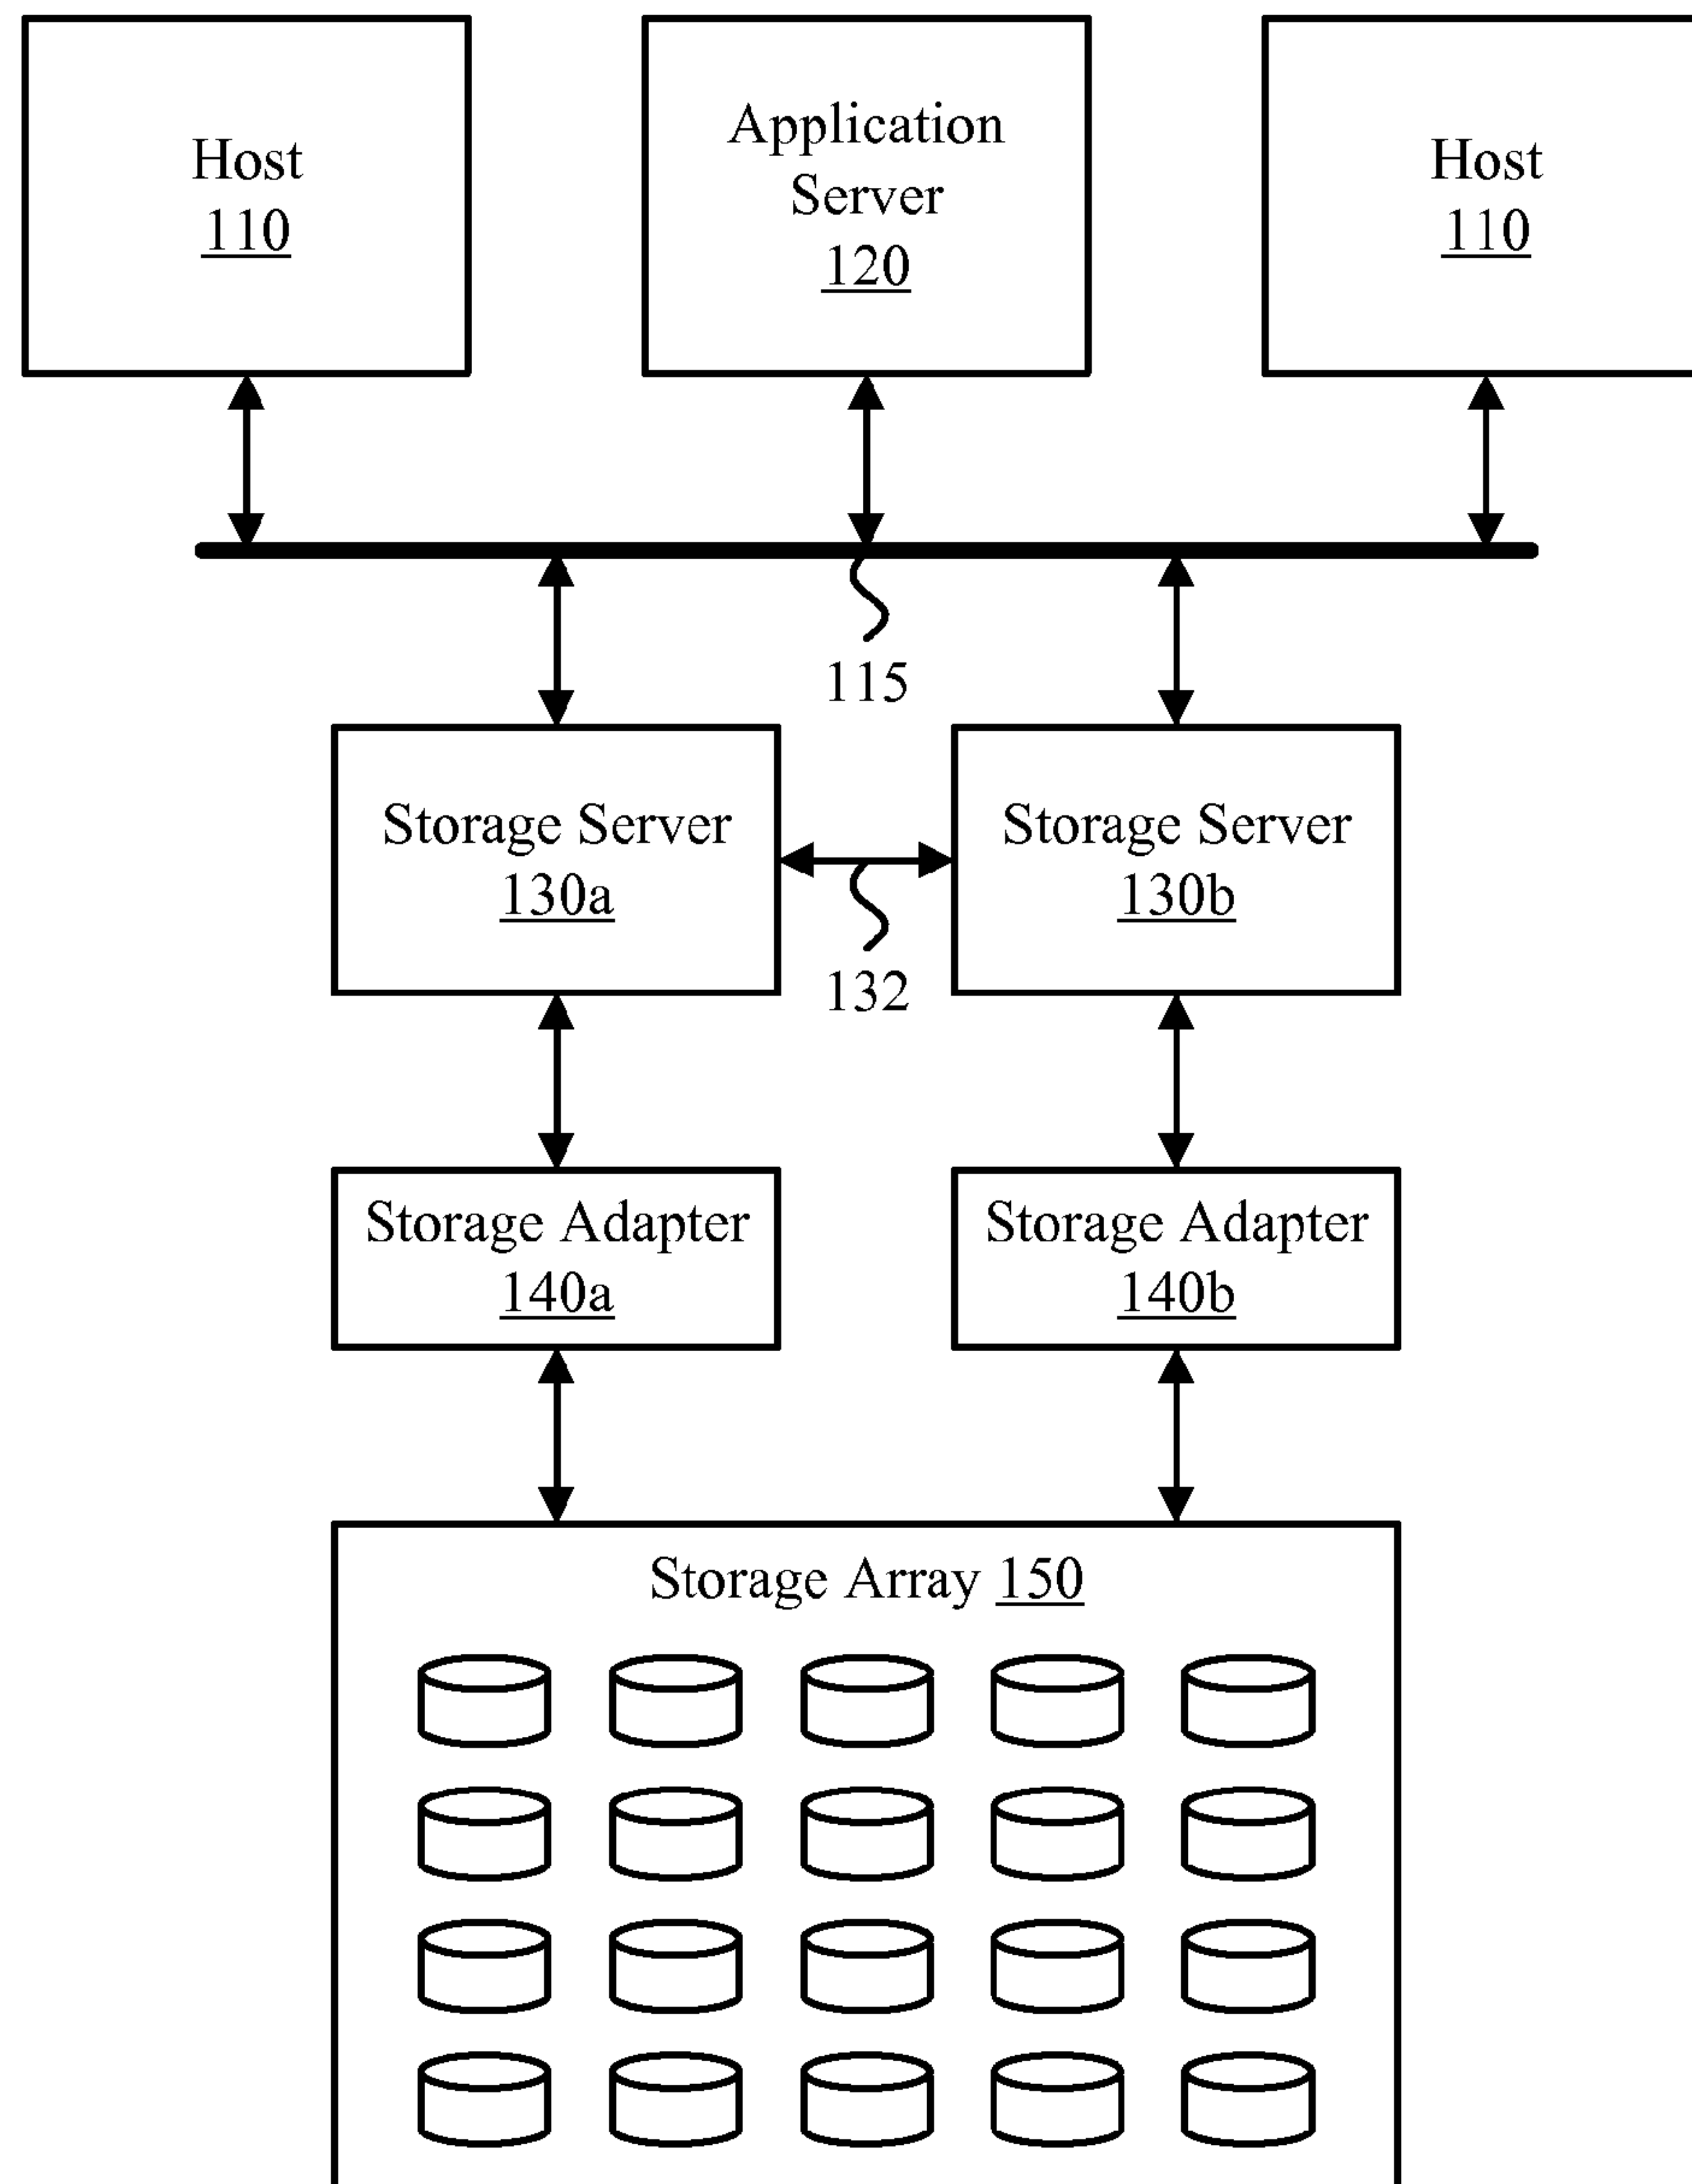 Host
110
Application
Server
120
Host
110
115
Storage Server
130a
Storage Server
130b
132
Storage Adapter
140a
Storage Adapter
140b
Storage Array 150